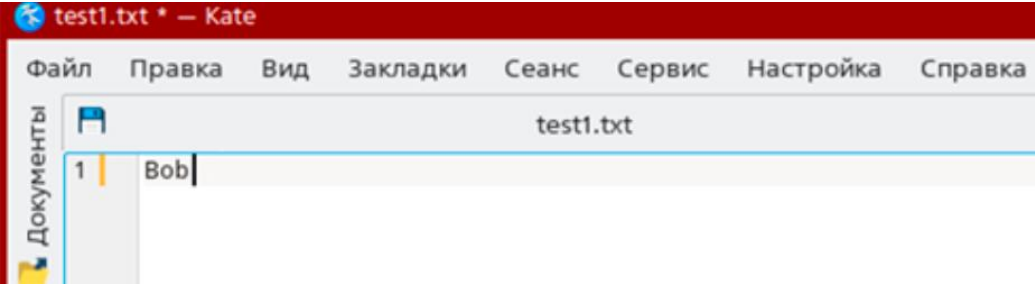 test1.txt * — Kate
Файл Правка Вид Закладки Сеанс Сервис Настройка Справка
Документы
test1.txt
1 Bob